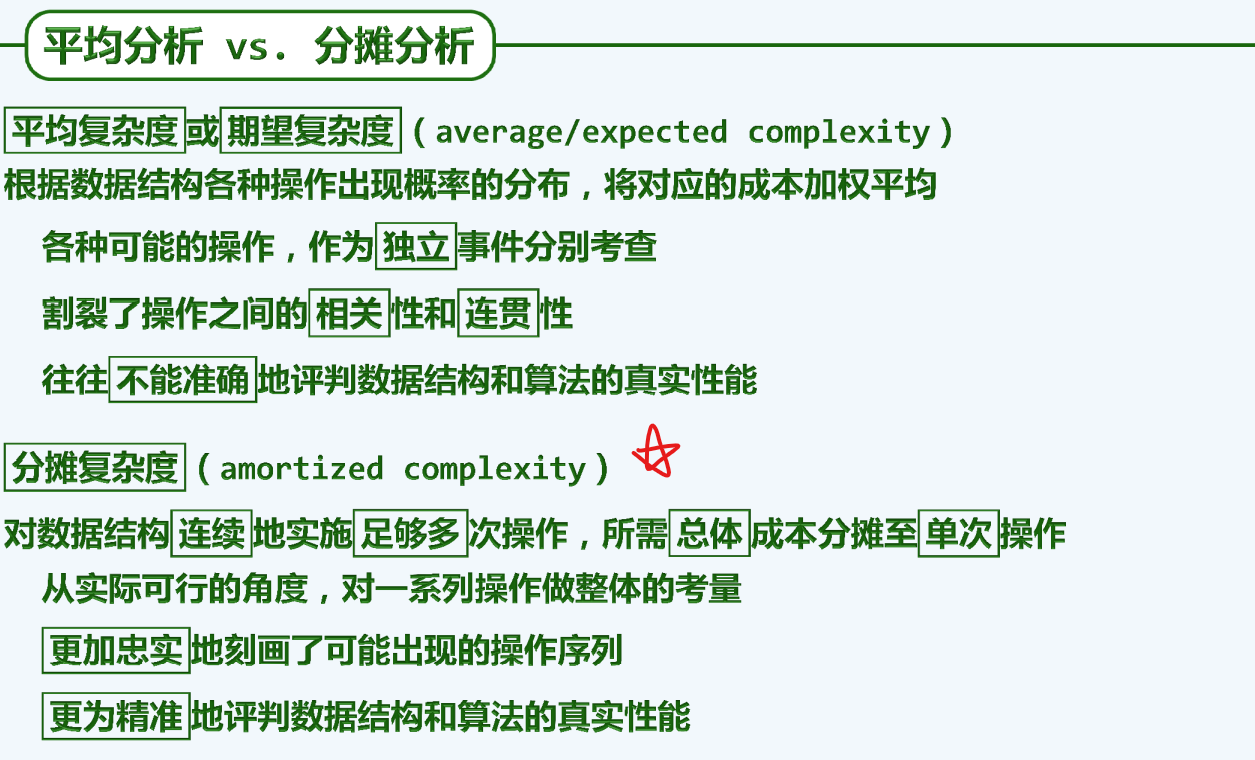 平均分析 vs. 分摊分析
平均复杂度或期望复杂度（average/expected complexity）
根据数据结构各种操作出现概率的分布，将对应的成本加权平均
各种可能的操作，作为独立事件分别考查
割裂了操作之间的相关性和连贯性
往往不能准确地评判数据结构和算法的真实性能
分摊复杂度（amortized complexity）
对数据结构连续地实施足够多次操作，所需总体成本分摊至单次操作
从实际可行的角度，对一系列操作做整体的考量
更加忠实地刻画了可能出现的操作序列
更为精准地评判数据结构和算法的真实性能